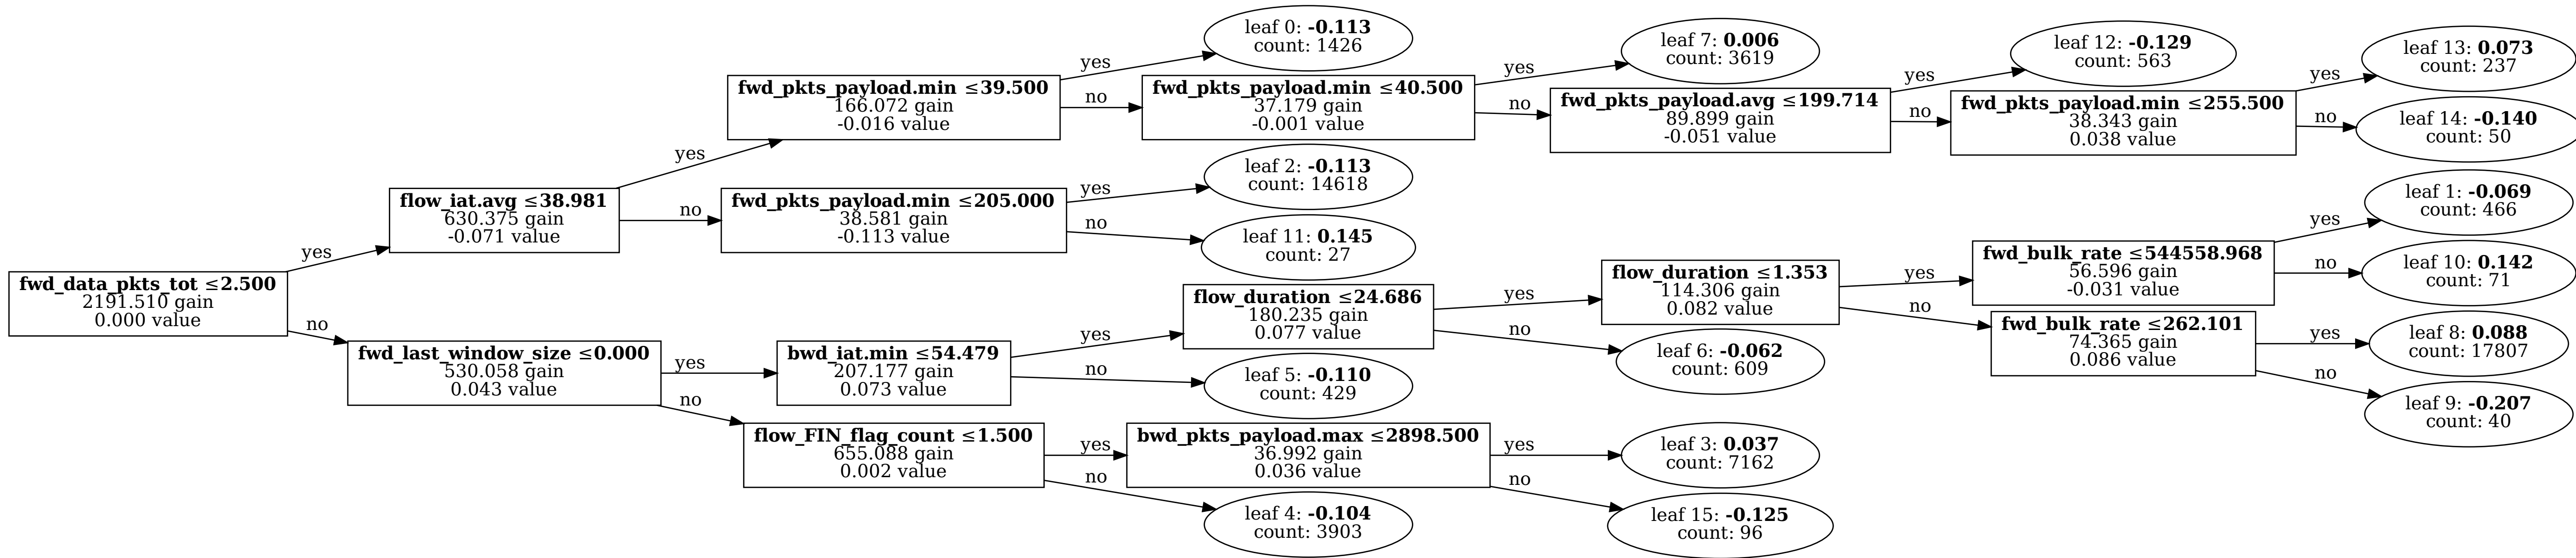 fwd_data_pkts_tot ≤2.500
2191.510 gain
0.000 value
yes
no
flow_iat.avg ≤38.981
630.375 gain
-0.071 value
yes
no
fwd_last_window_size ≤0.000
530.058 gain
0.043 value
yes
no
fwd_pkts_payload.min ≤39.500
166.072 gain
-0.016 value
yes
no
fwd_pkts_payload.min ≤205.000
38.581 gain
-0.113 value
yes
no
bwd_iat.min ≤54.479
207.177 gain
0.073 value
yes
no
flow_FIN_flag_count ≤1.500
655.088 gain
0.002 value
yes
no
leaf 0: -0.113
count: 1426
fwd_pkts_payload.min ≤40.500
37.179 gain
-0.001 value
yes
no
leaf 2: -0.113
count: 14618
leaf 11: 0.145
count: 27
flow_duration ≤24.686
180.235 gain
0.077 value
yes
no
leaf 5: -0.110
count: 429
bwd_pkts_payload.max ≤2898.500
36.992 gain
0.036 value
yes
no
leaf 4: -0.104
count: 3903
leaf 7: 0.006
count: 3619
fwd_pkts_payload.avg ≤199.714
89.899 gain
-0.051 value
yes
no
flow_duration ≤1.353
114.306 gain
0.082 value
yes
no
leaf 6: -0.062
count: 609
leaf 3: 0.037
count: 7162
leaf 15: -0.125
count: 96
leaf 12: -0.129
count: 563
fwd_pkts_payload.min ≤255.500
38.343 gain
0.038 value
yes
no
fwd_bulk_rate ≤544558.968
56.596 gain
-0.031 value
yes
no
fwd_bulk_rate ≤262.101
74.365 gain
0.086 value
yes
no
leaf 13: 0.073
count: 237
leaf 14: -0.140
count: 50
leaf 1: -0.069
count: 466
leaf 10: 0.142
count: 71
leaf 8: 0.088
count: 17807
leaf 9: -0.207
count: 40